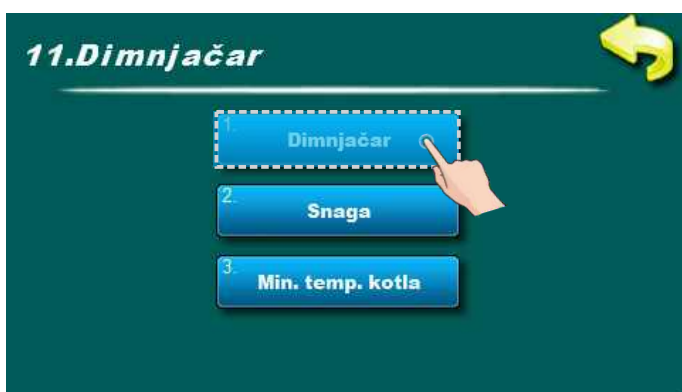 11.Dimnjačar
1.
Dimnjačar
2.
Snaga
3.
Min. temp. kotla